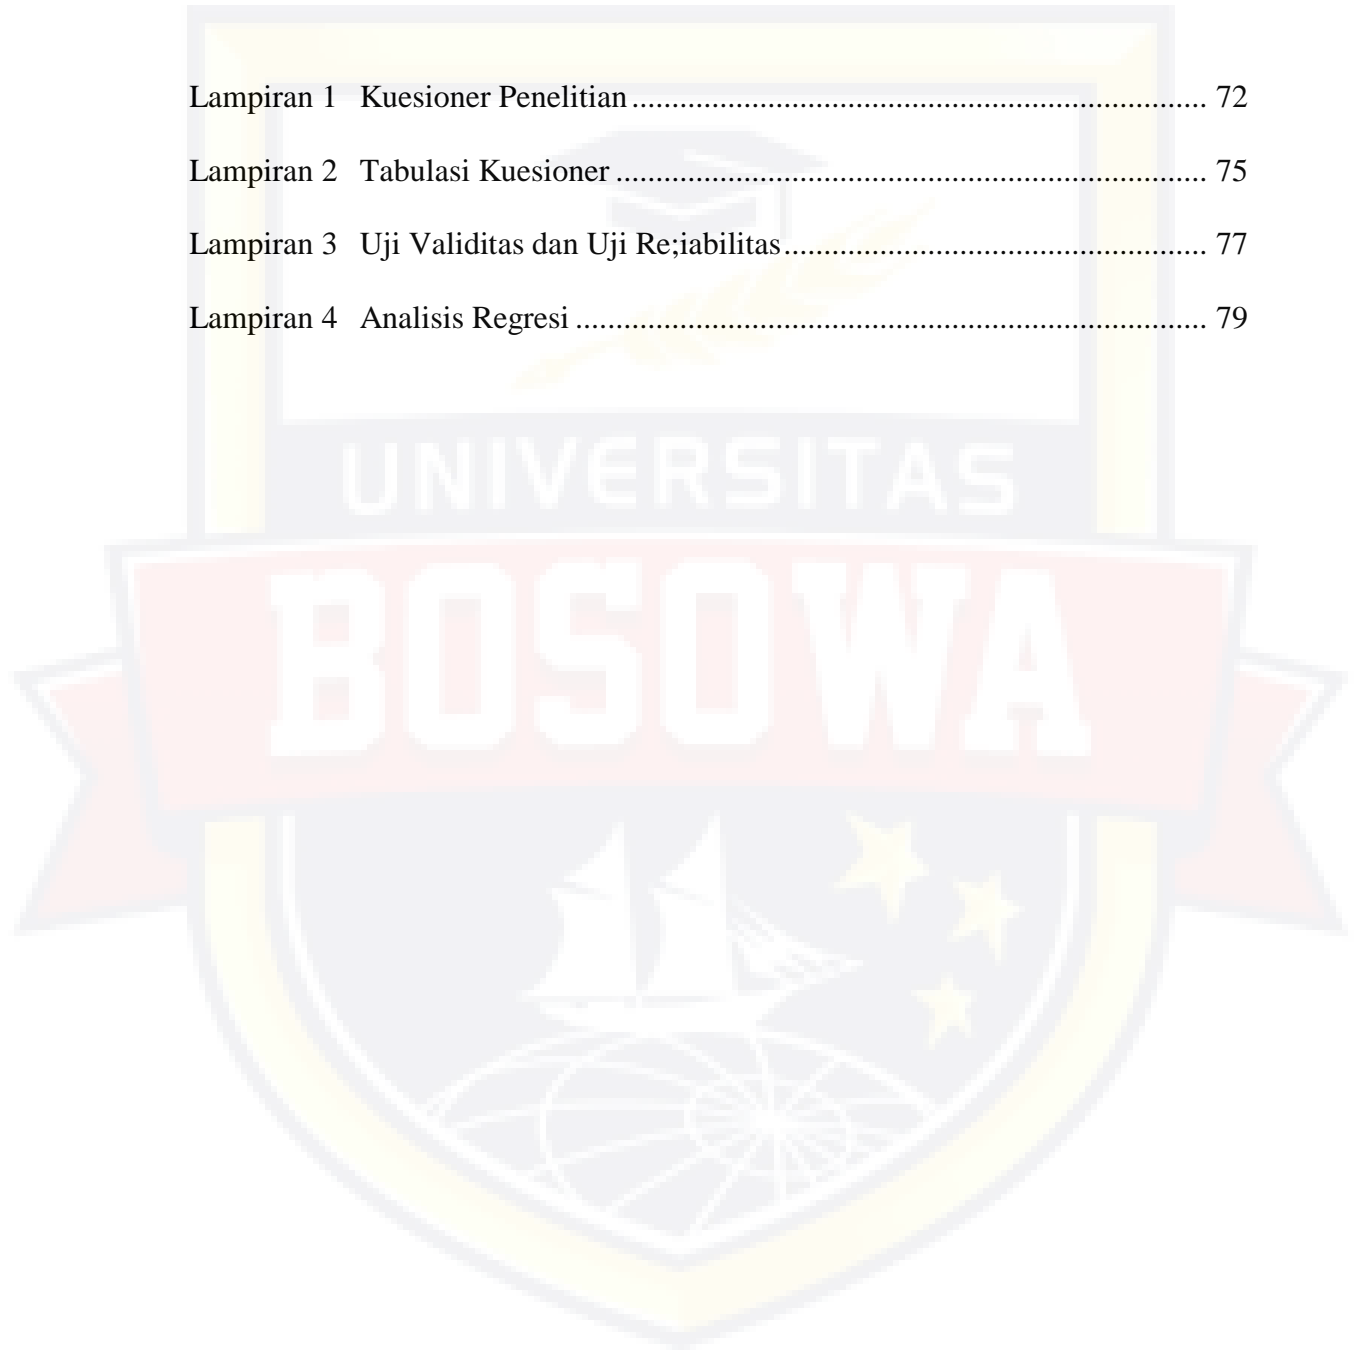 Lampiran 1 Kuesioner Penelitian ........................................................................ 72
Lampiran 2 Tabulasi Kuesioner .......................................................................... 75
Lampiran 3 Uji Validitas dan Uji Re;iabilitas..................................................... 77
Lampiran 4 Analisis Regresi ............................................................................... 79
UNIVERSITAS
BOSOWA